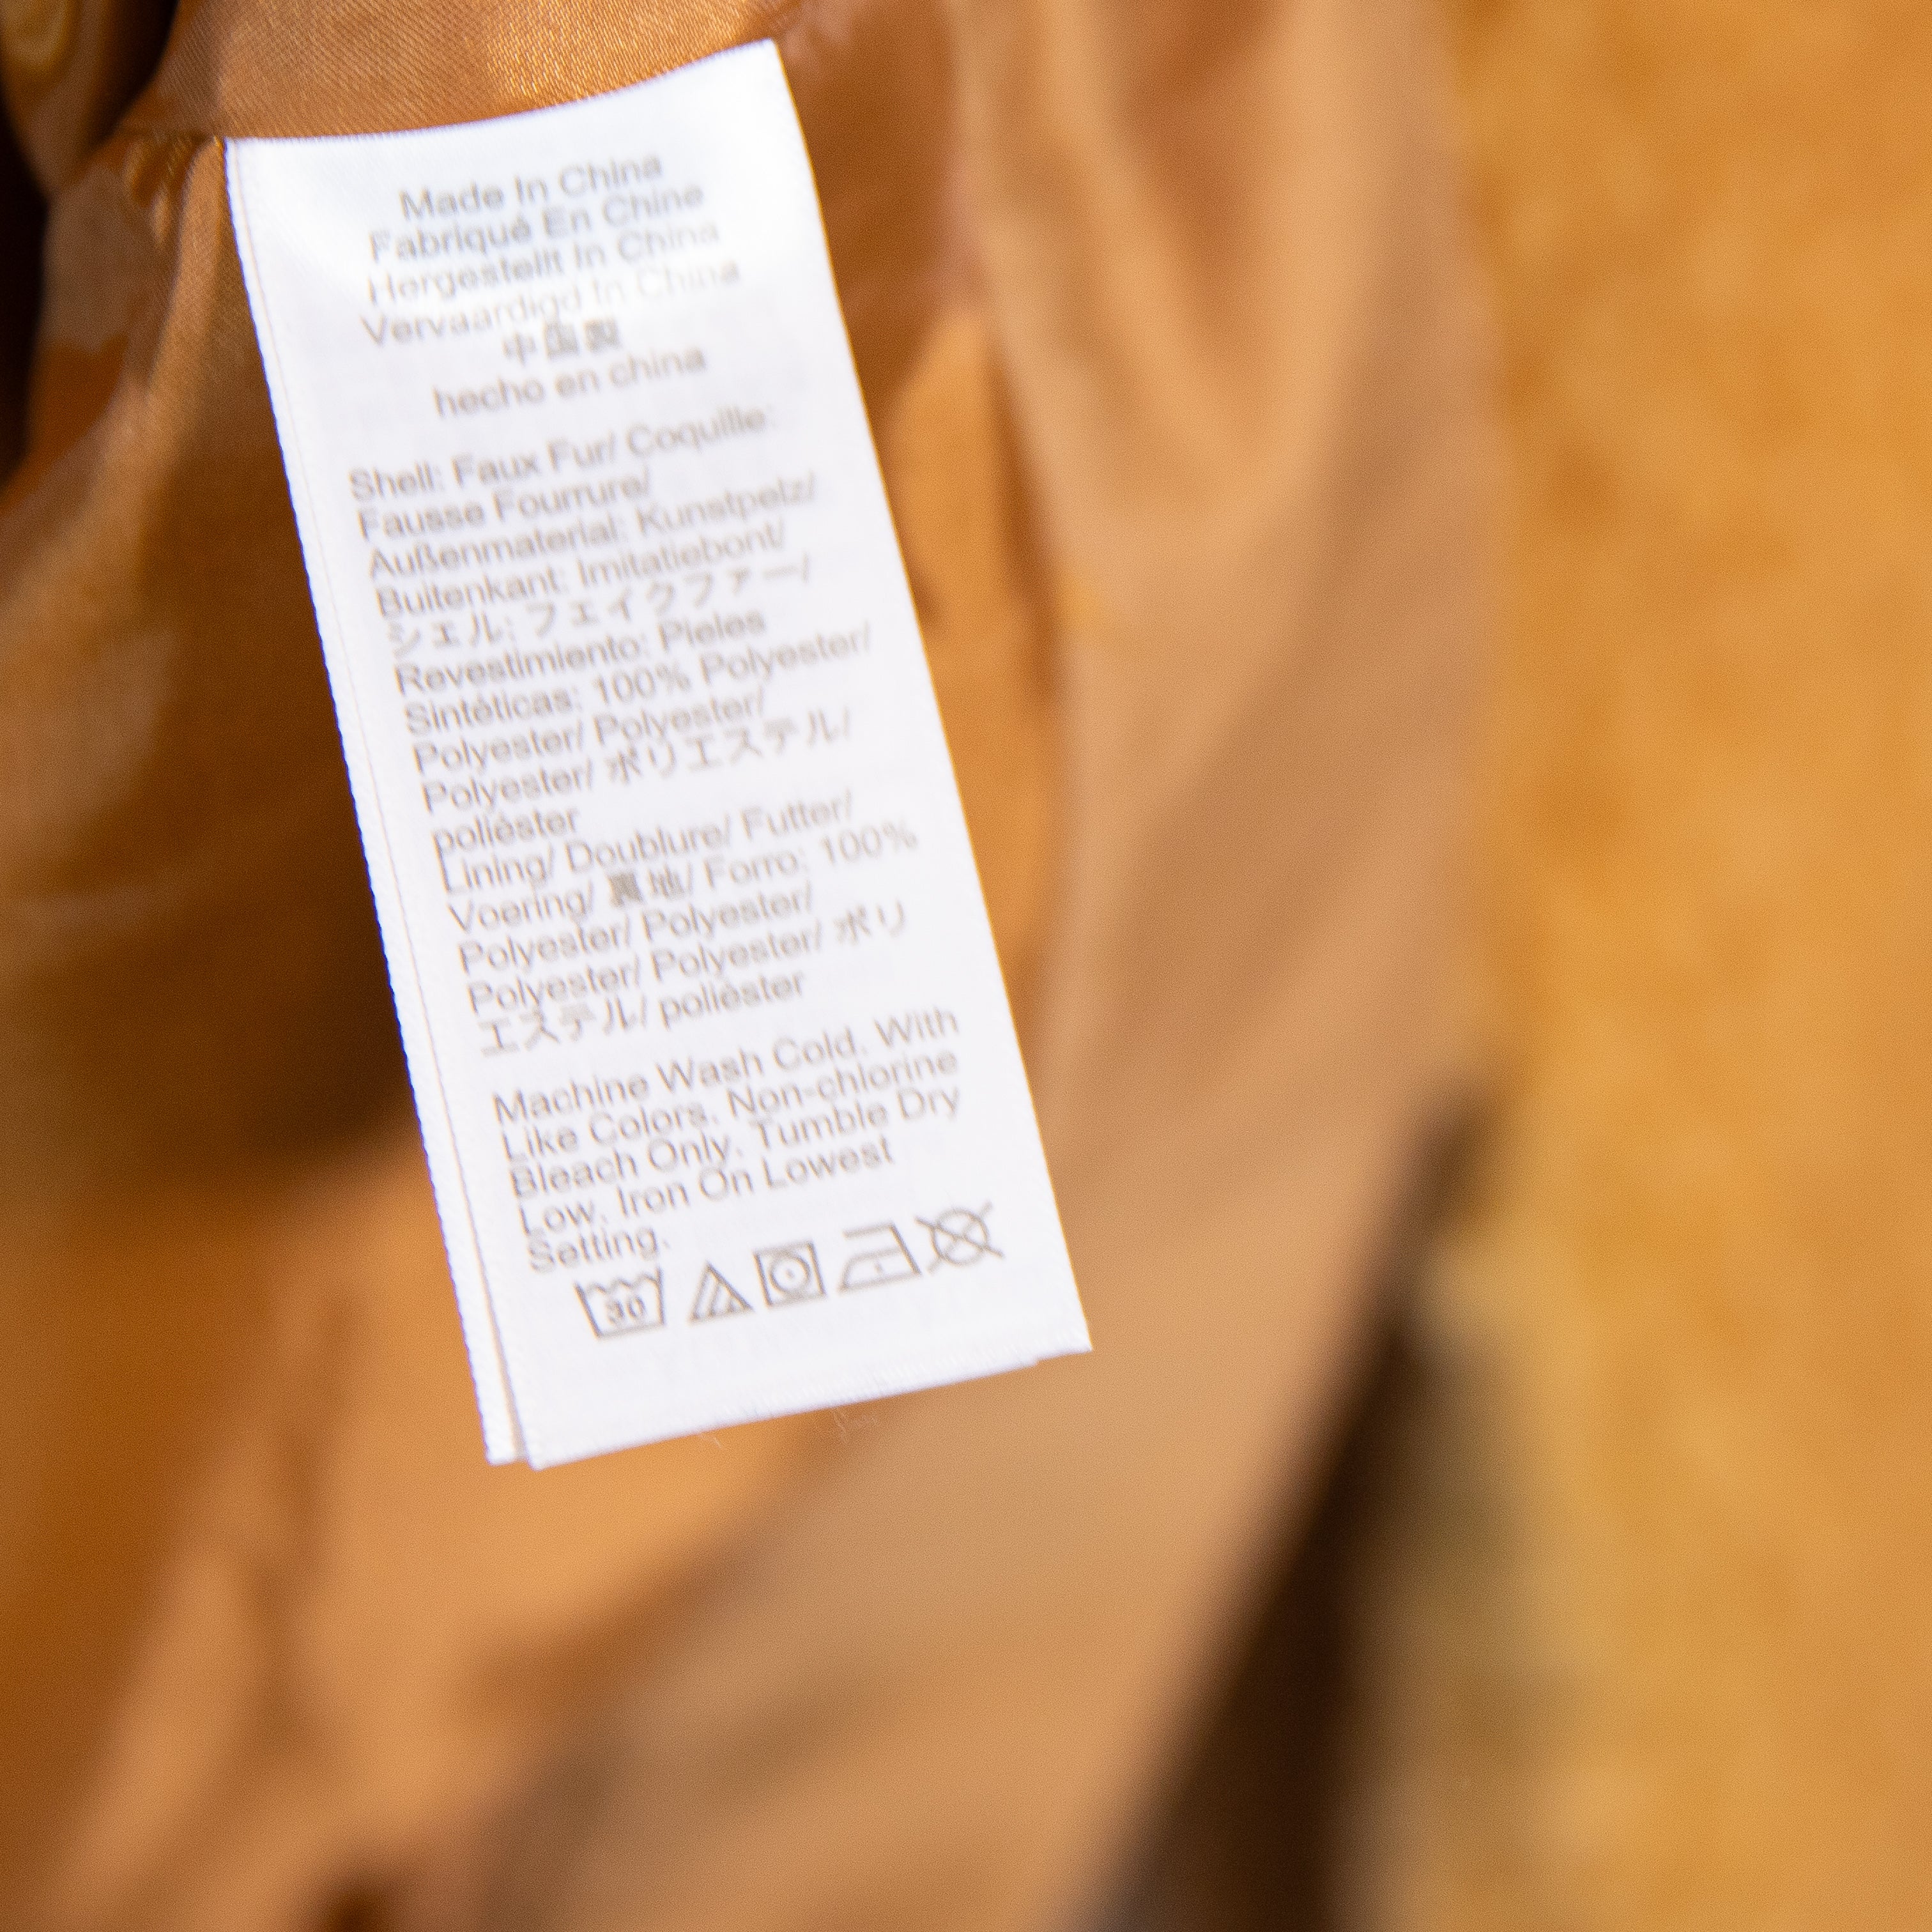 Made In China
Fabriqué En Chine
Hergestellt In China
Vervaardigd In China
中国製
hecho en china
Shell: Faux Fur/ Coquille:
Fausse Fourrure/
Außenmaterial: Kunstpelz/
Buitenkant: Imitatiebont/
シェル: フェイクファー/
Revestimiento: Pieles
Sintéticas: 100% Polyester/
Polyester/ Polyester/
Polyester/ ポリエステル/
poliéster
Lining/ Doublure/ Futter/
Voering/ 裏地/ Forro: 100%
Polyester/ Polyester/
Polyester/ Polyester/ ポリ
エステル/ poliéster
Machine Wash Cold. With
Like Colors. Non-chlorine
Bleach Only. Tumble Dry
Low. Iron On Lowest
Setting.
30